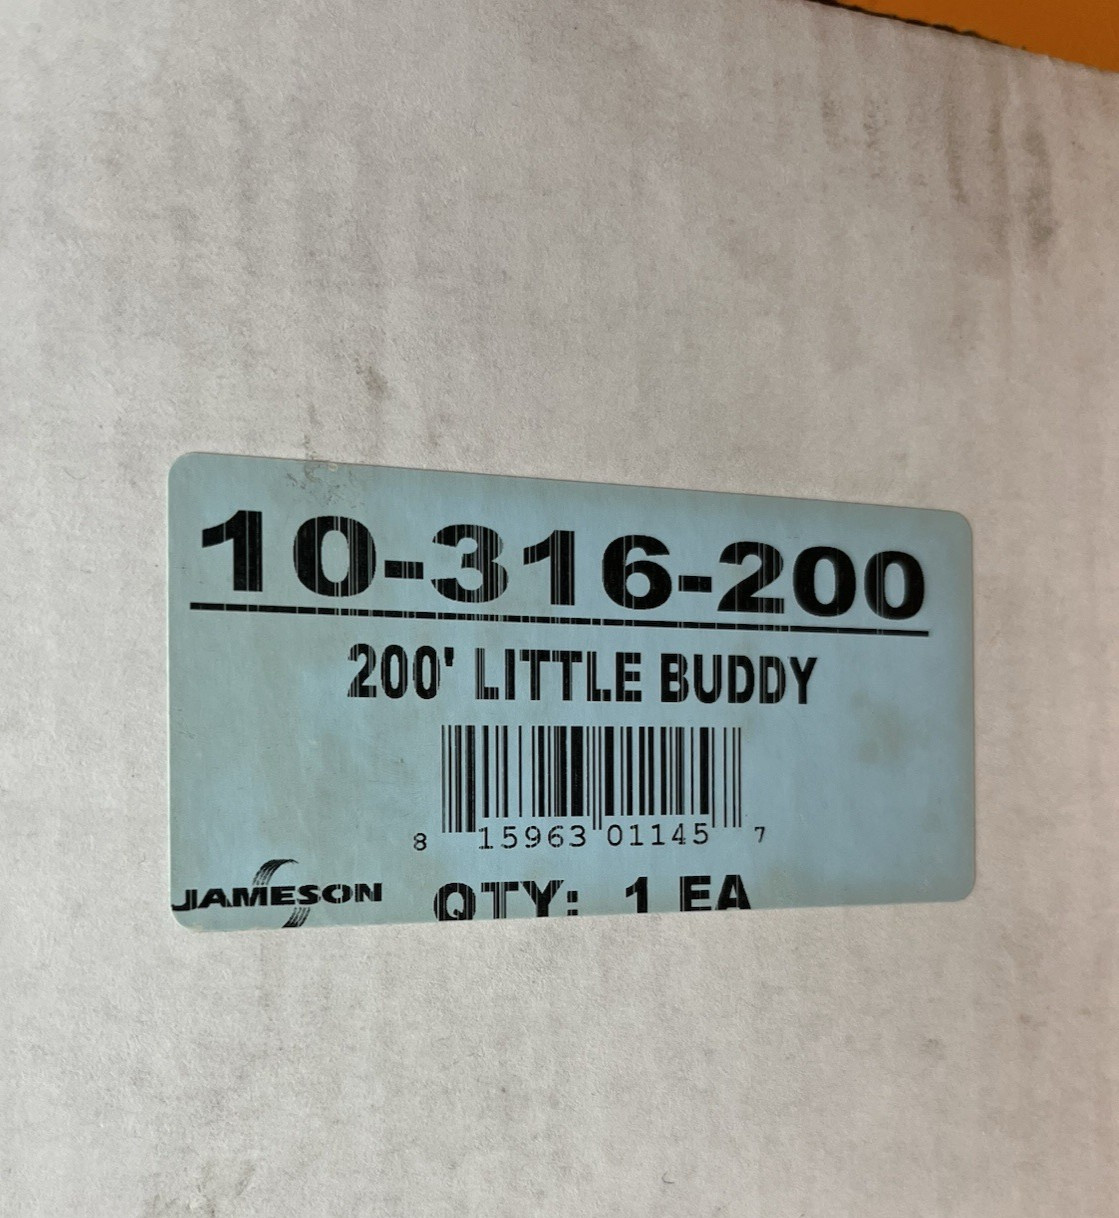 10-316-200
200' LITTLE BUDDY
8 15963 01145 7
JAMESON QTY: 1 EA